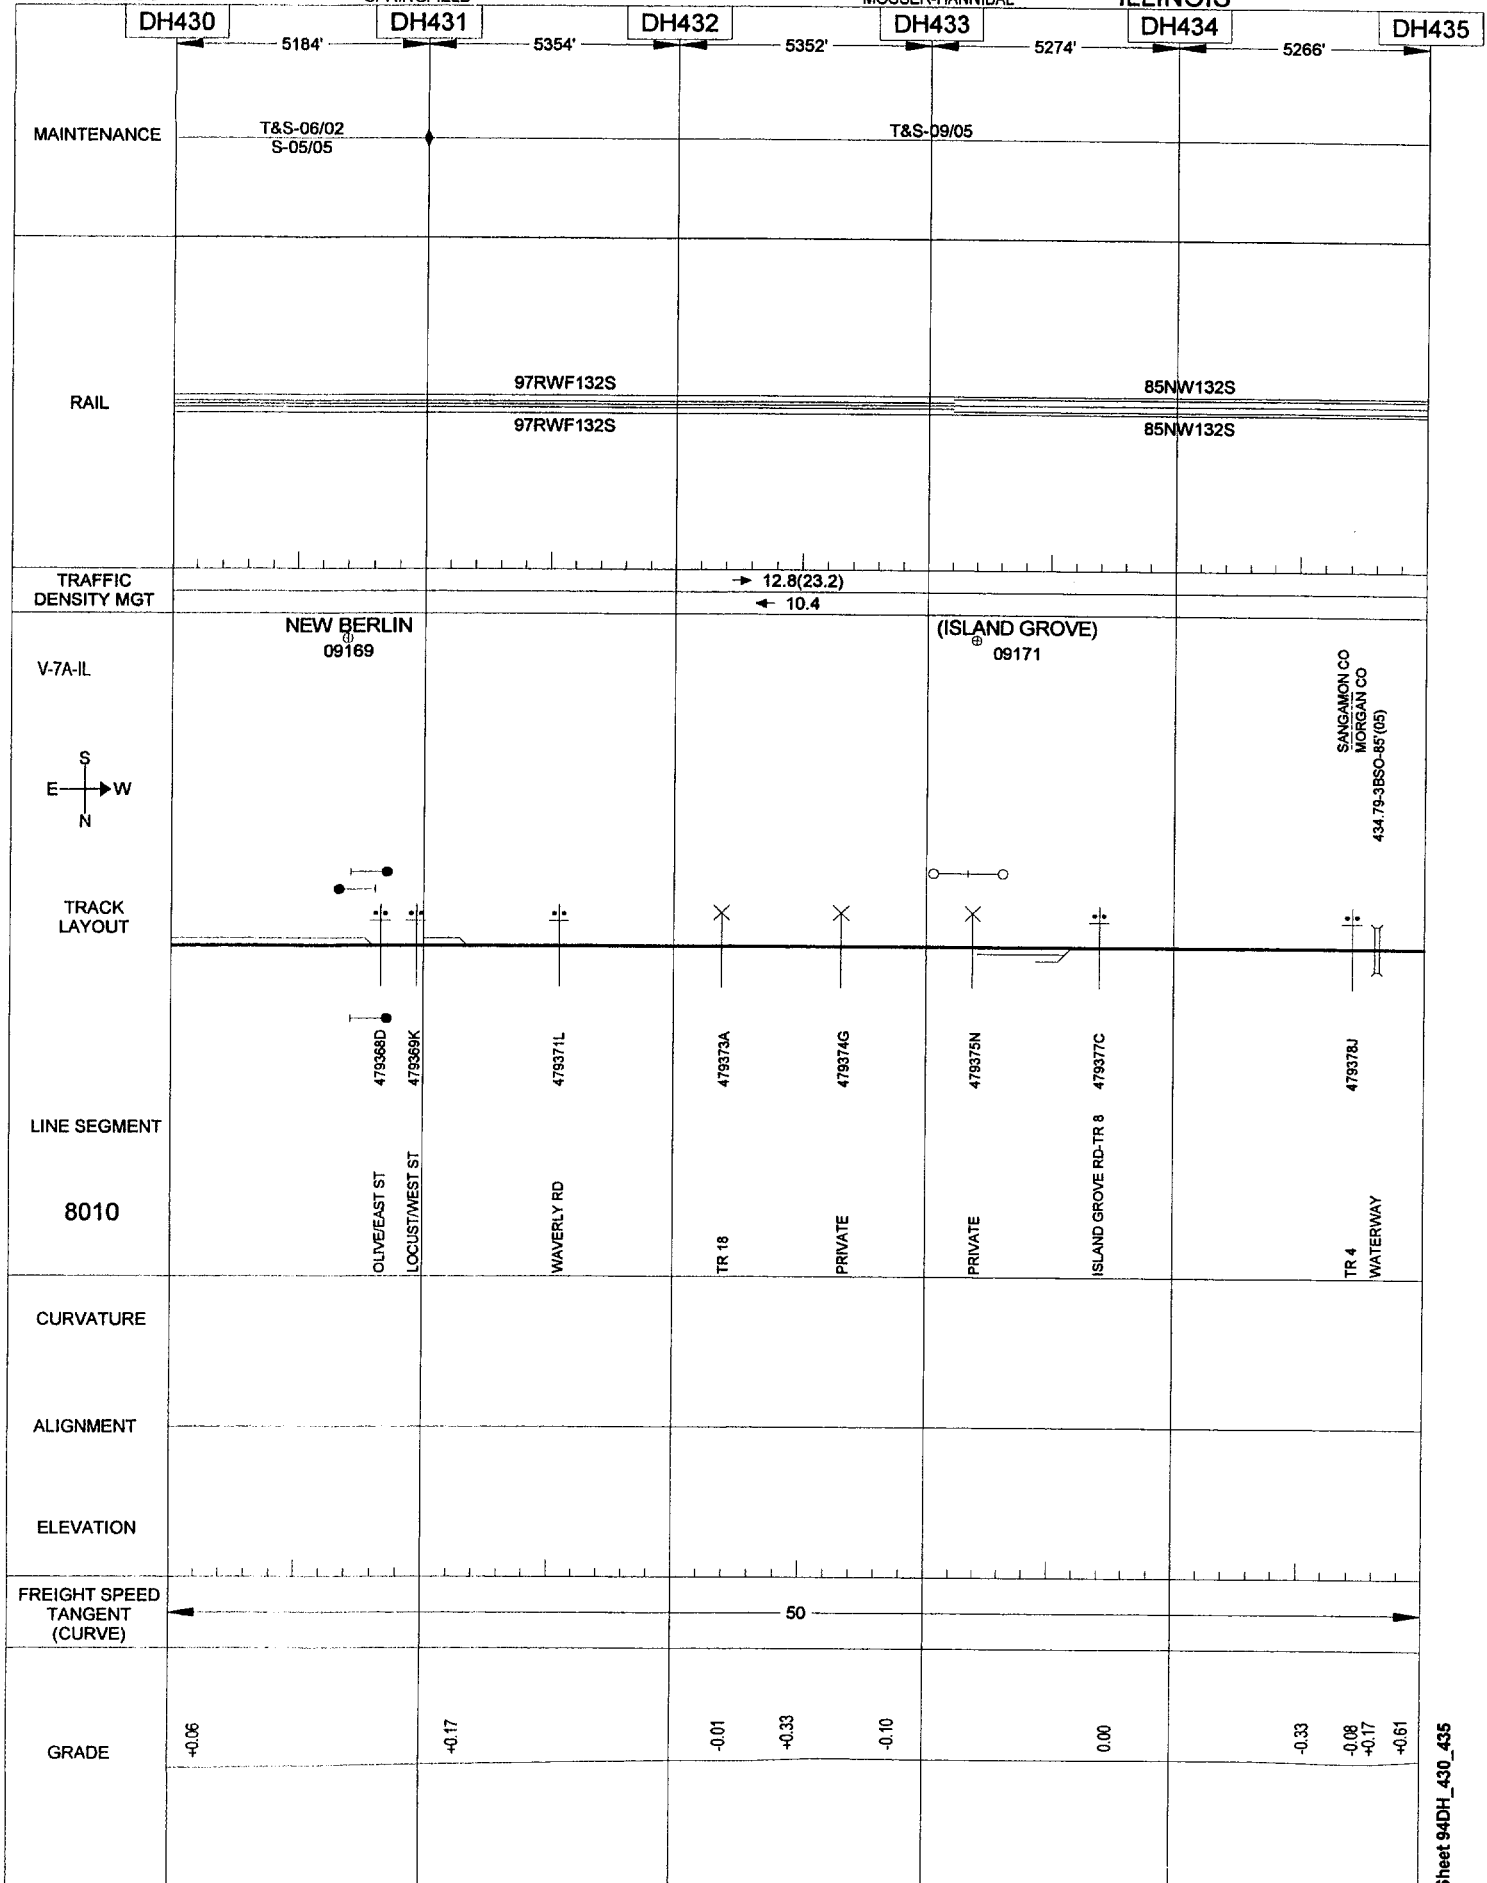 SPRINGFIELD
MOSSER-HANNIBAL
ILLINOIS
DH430
DH431
DH432
DH433
DH434
DH435
5184'
5354'
5352'
5274'
5266'
MAINTENANCE
T&S-06/02
S-05/05
T&S-09/05
RAIL
97RWF132S
85NW132S
97RWF132S
85NW132S
TRAFFIC
DENSITY MGT
12.8(23.2)
10.4
NEW BERLIN
09169
(ISLAND GROVE)
09171
V-7A-IL
SANGAMON CO
MORGAN CO
434.79-3BSO-85'(05)
S
E
W
N
TRACK
LAYOUT
479368D
479369K
479371L
479373A
479374G
479375N
479377C
479378J
LINE SEGMENT
8010
OLIVE/EAST ST
LOCUST/WEST ST
WAVERLY RD
TR 18
PRIVATE
PRIVATE
ISLAND GROVE RD-TR 8
TR 4
WATERWAY
CURVATURE
ALIGNMENT
ELEVATION
FREIGHT SPEED
TANGENT
(CURVE)
50
GRADE
+0.06
+0.17
-0.01
+0.33
-0.10
0.00
-0.33
-0.08
+0.17
+0.61
Sheet 94DH_430_435